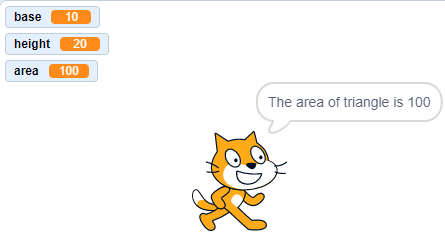 base 10
height 20
area 100
The area of triangle is 100